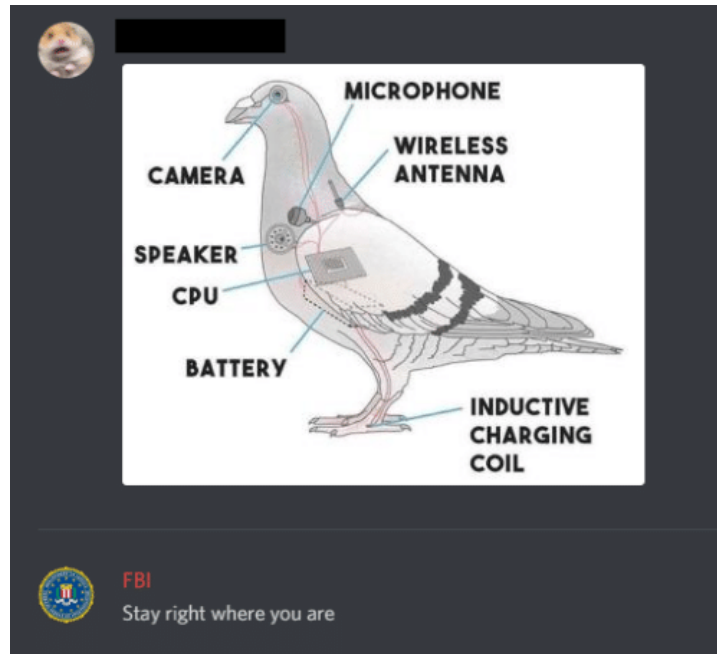 MICROPHONE
WIRELESS
ANTENNA
CAMERA
SPEAKER
CPU
BATTERY
INDUCTIVE
CHARGING
COIL
FBI
Stay right where you are